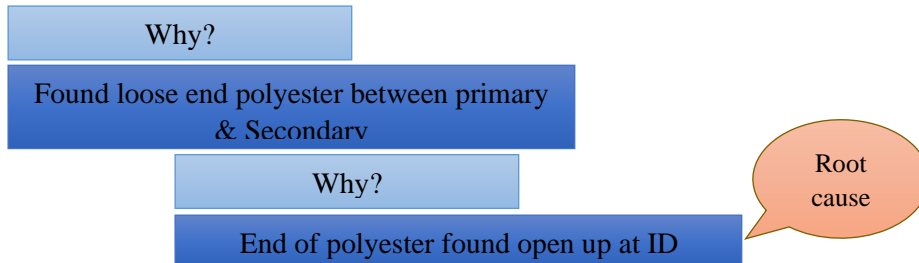 Why?
Found loose end polyester between primary
& Secondary
Why?
Root
cause
End of polyester found open up at ID